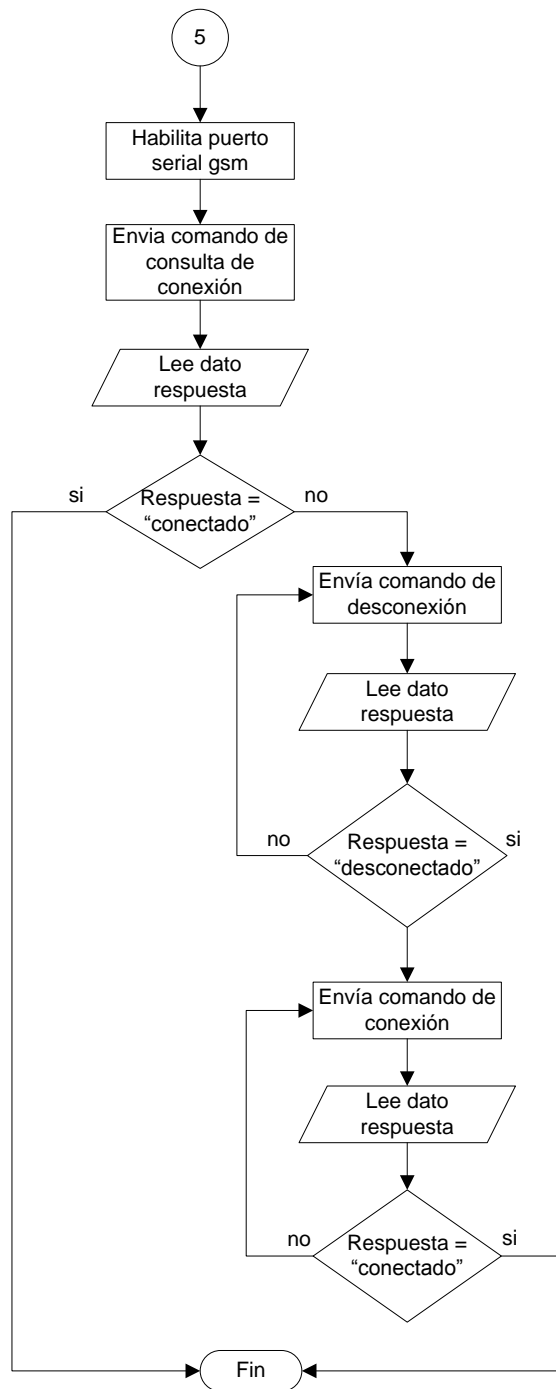 5
Habilita puerto
serial gsm
Envia comando de
consulta de
conexión
Lee dato
respuesta
si
Respuesta =
“conectado”
no
Envía comando de
desconexión
Lee dato
respuesta
no
Respuesta =
“desconectado”
si
Envía comando de
conexión
Lee dato
respuesta
no
Respuesta =
“conectado”
si
Fin